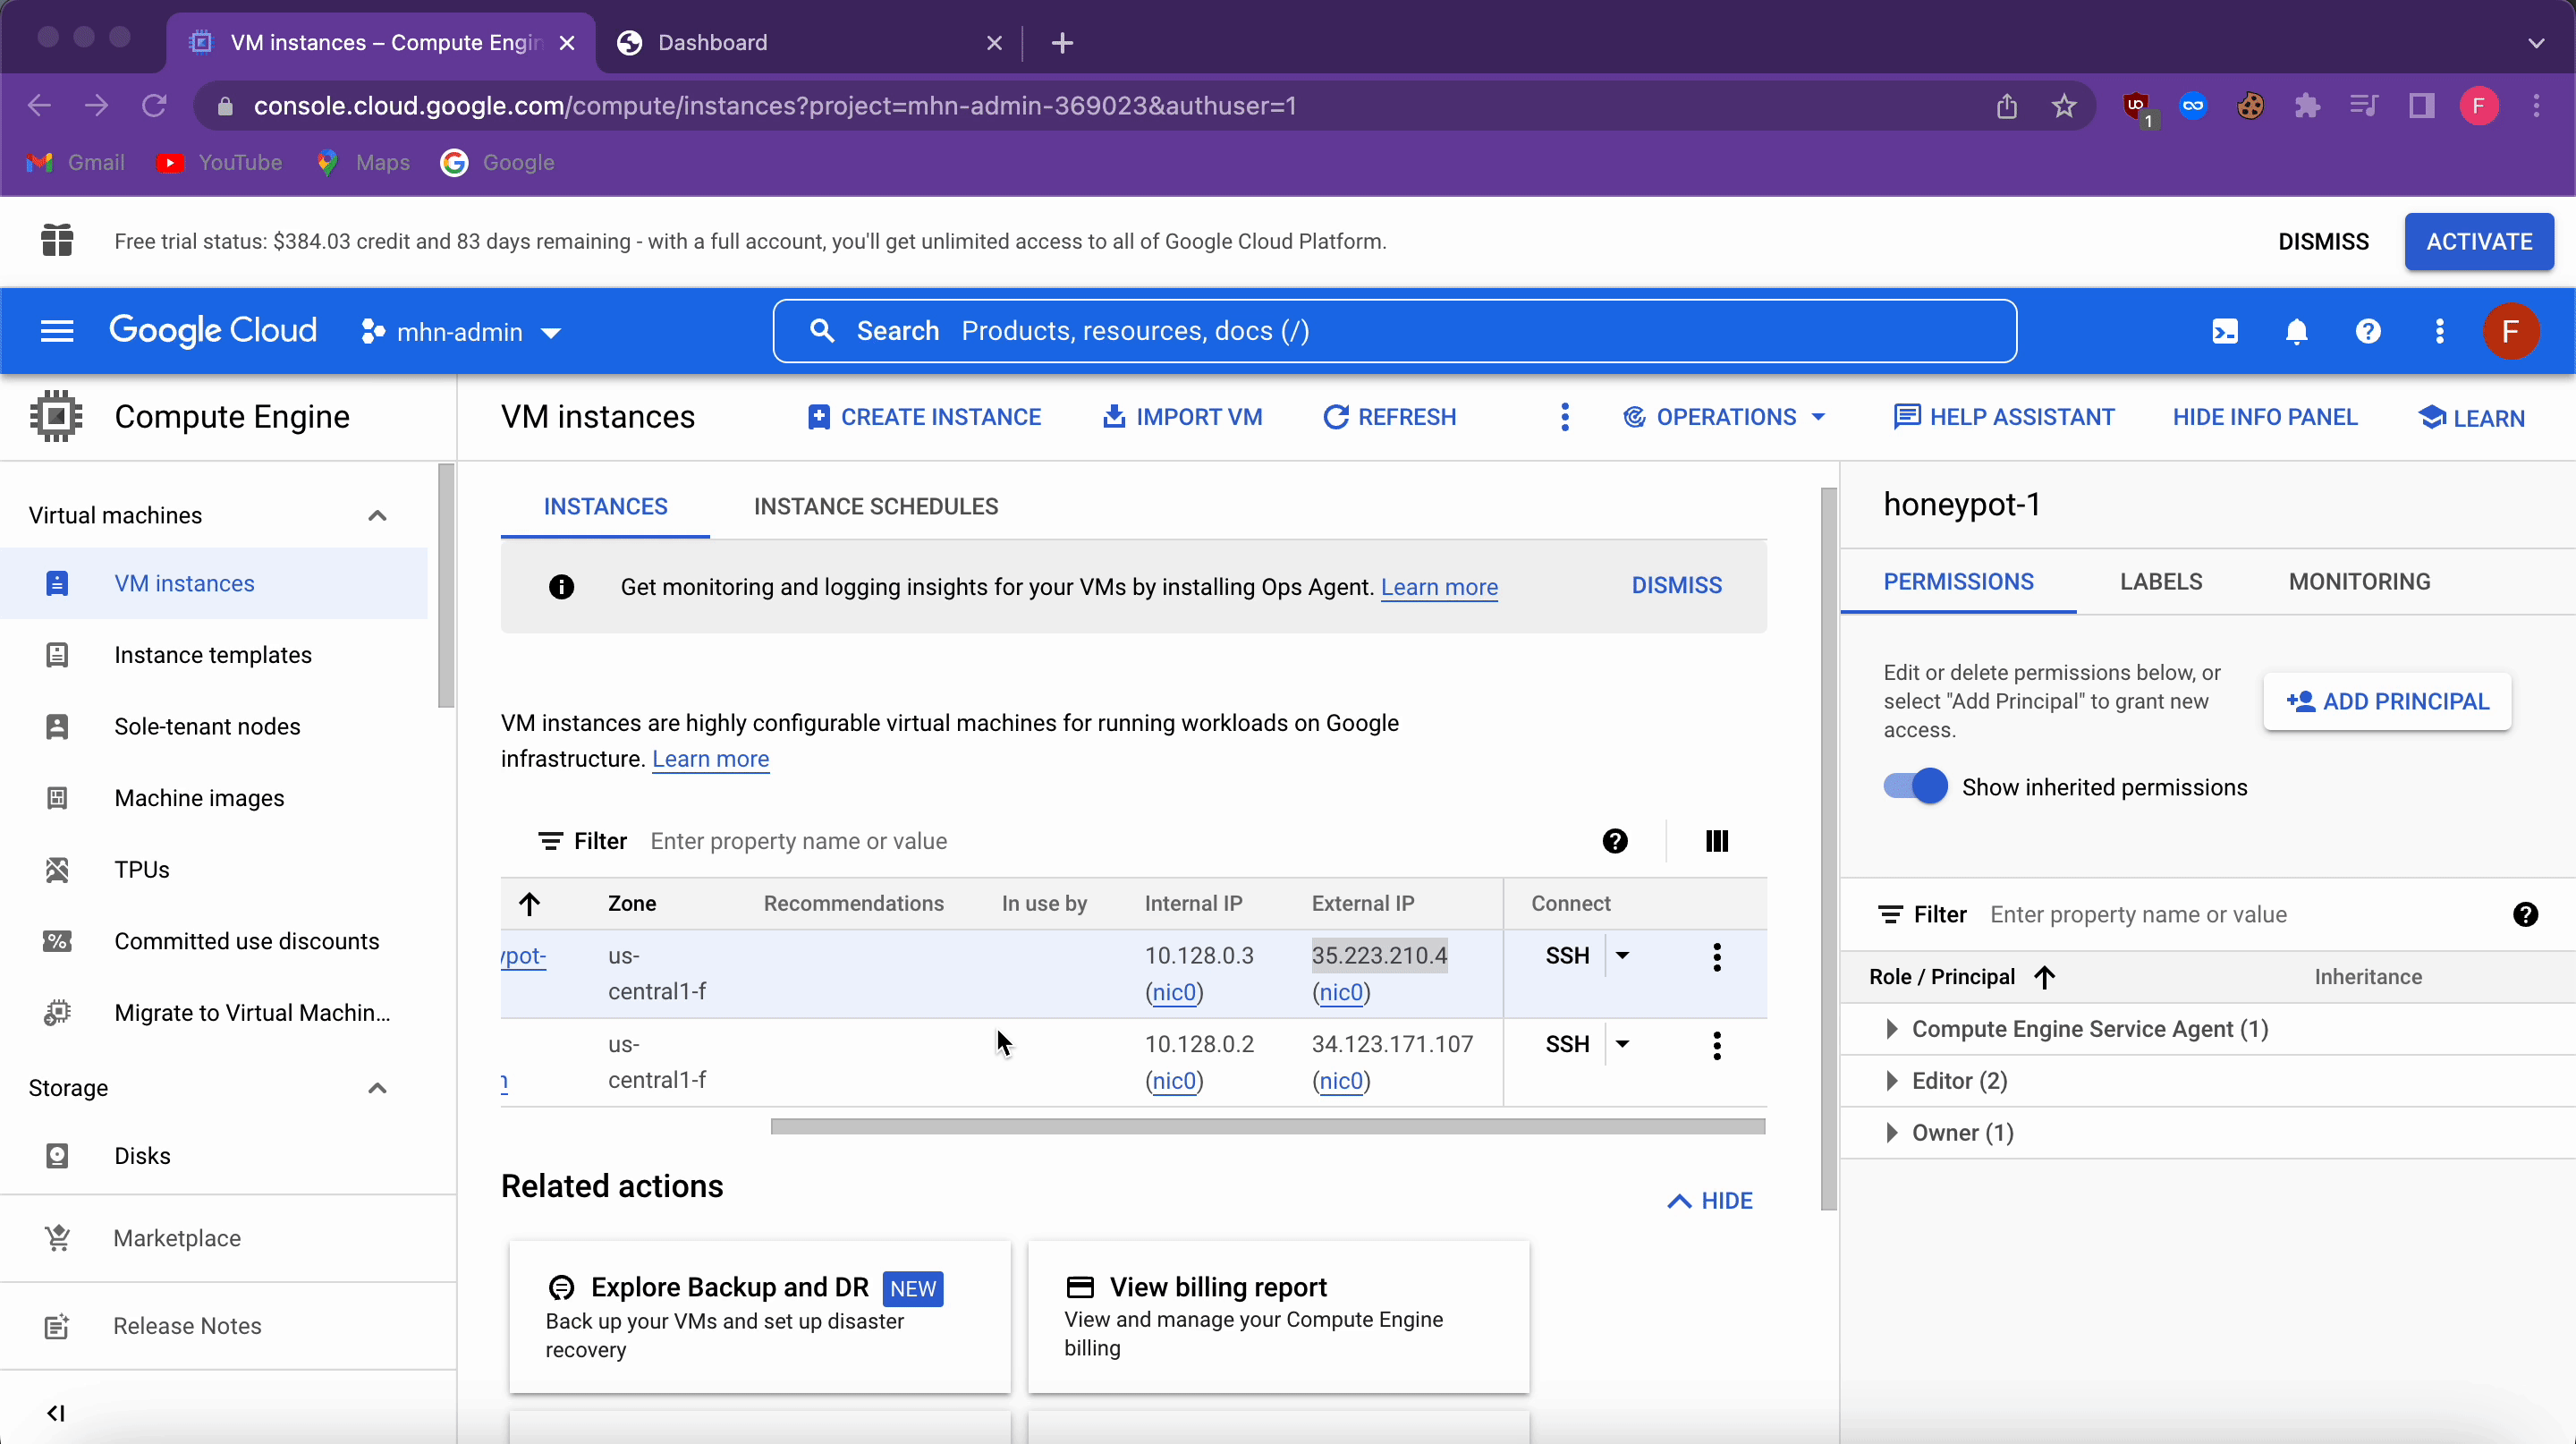 VM instances – Compute Engin
Dashboard
console.cloud.google.com/compute/instances?project=mhn-admin-369023&authuser=1
1
F
Gmail
YouTube
Maps
Google
Free trial status: $384.03 credit and 83 days remaining - with a full account, you'll get unlimited access to all of Google Cloud Platform.
DISMISS
ACTIVATE
Google Cloud
mhn-admin
Search Products, resources, docs (/)
F
Compute Engine
VM instances
CREATE INSTANCE
IMPORT VM
REFRESH
OPERATIONS
HELP ASSISTANT
HIDE INFO PANEL
LEARN
Virtual machines
VM instances
Instance templates
Sole-tenant nodes
Machine images
TPUs
Committed use discounts
Migrate to Virtual Machin...
Storage
Disks
Marketplace
Release Notes
INSTANCES
INSTANCE SCHEDULES
Get monitoring and logging insights for your VMs by installing Ops Agent. Learn more
DISMISS
VM instances are highly configurable virtual machines for running workloads on Google
infrastructure. Learn more
Filter Enter property name or value
Zone Recommendations In use by Internal IP External IP Connect
ypot- us- 10.128.0.3 35.223.210.4 SSH
central1-f (nic0) (nic0)
us- 10.128.0.2 34.123.171.107 SSH
n central1-f (nic0) (nic0)
Related actions
HIDE
Explore Backup and DR NEW
Back up your VMs and set up disaster
recovery
View billing report
View and manage your Compute Engine
billing
honeypot-1
PERMISSIONS
LABELS
MONITORING
Edit or delete permissions below, or
select "Add Principal" to grant new
access.
ADD PRINCIPAL
Show inherited permissions
Filter Enter property name or value
Role / Principal Inheritance
Compute Engine Service Agent (1)
Editor (2)
Owner (1)